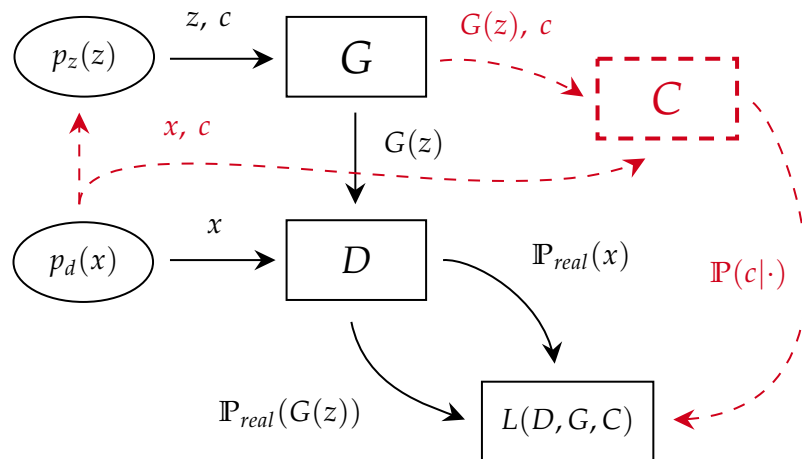 z, c
G(z), c
p_z(z)
G
C
x, c
G(z)
x
p_d(x)
D
ℙ_real(x)
ℙ(c|·)
ℙ_real(G(z))
L(D, G, C)